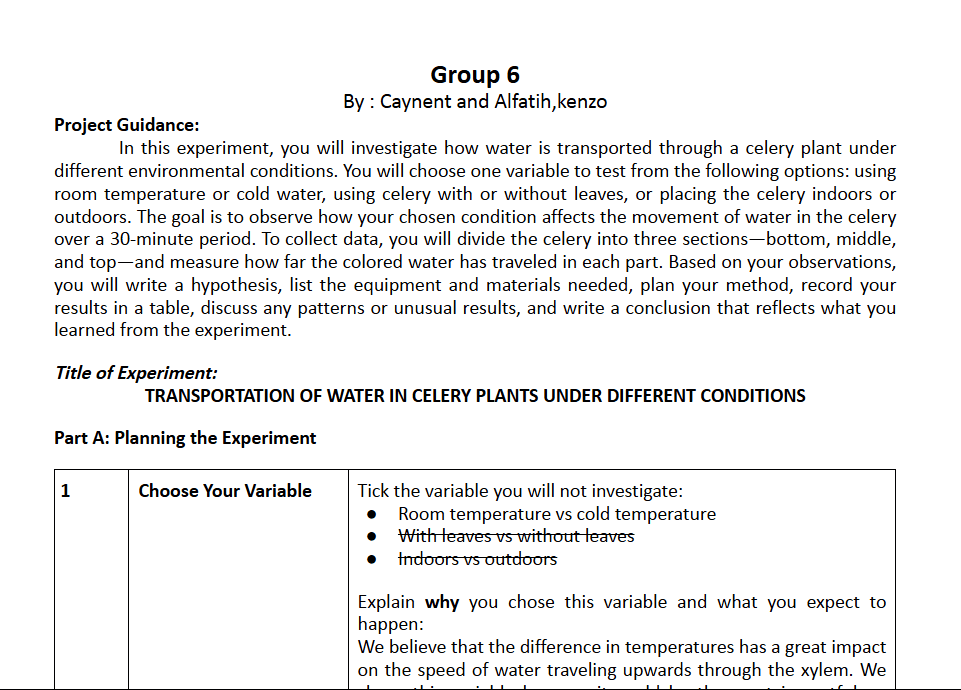 Group 6
By : Caynent and Alfatih,kenzo
Project Guidance:
In this experiment, you will investigate how water is transported through a celery plant under
different environmental conditions. You will choose one variable to test from the following options: using
room temperature or cold water, using celery with or without leaves, or placing the celery indoors or
outdoors. The goal is to observe how your chosen condition affects the movement of water in the celery
over a 30-minute period. To collect data, you will divide the celery into three sections—bottom, middle,
and top—and measure how far the colored water has traveled in each part. Based on your observations,
you will write a hypothesis, list the equipment and materials needed, plan your method, record your
results in a table, discuss any patterns or unusual results, and write a conclusion that reflects what you
learned from the experiment.
Title of Experiment:
TRANSPORTATION OF WATER IN CELERY PLANTS UNDER DIFFERENT CONDITIONS
Part A: Planning the Experiment
1
Choose Your Variable
Tick the variable you will not investigate:
● Room temperature vs cold temperature
● With leaves vs without leaves
● Indoors vs outdoors
Explain why you chose this variable and what you expect to
happen:
We believe that the difference in temperatures has a great impact
on the speed of water traveling upwards through the xylem. We